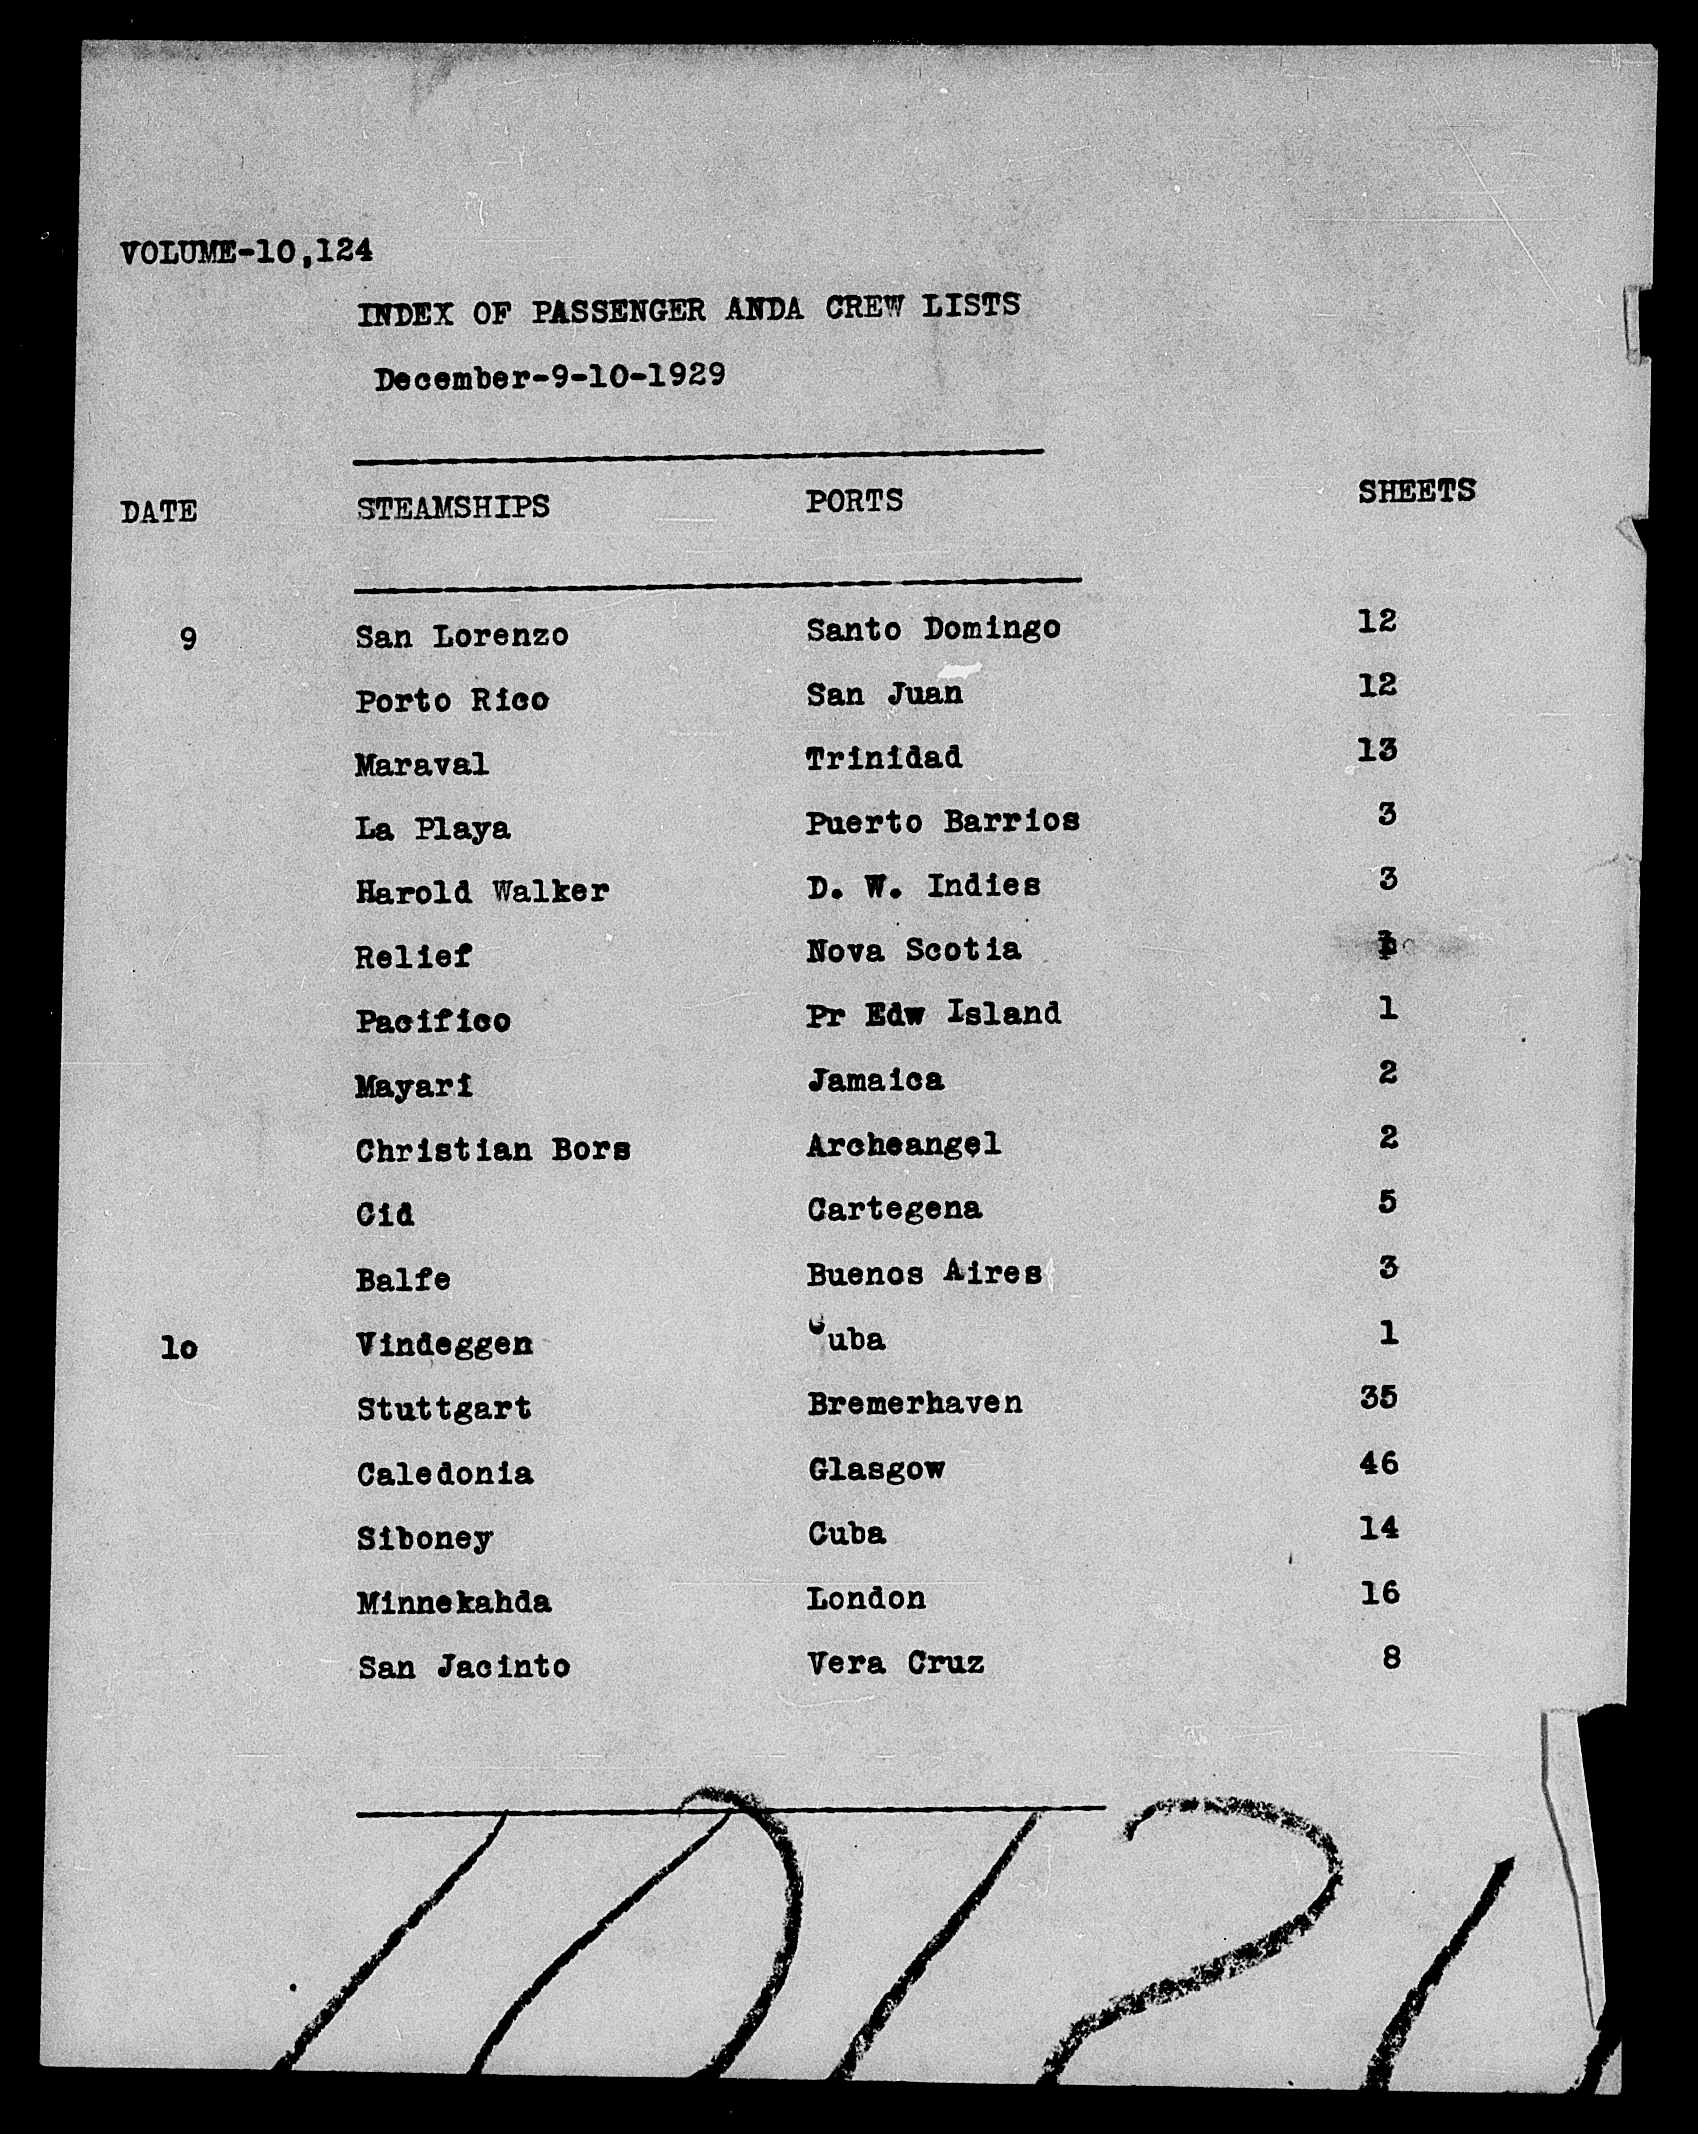 VOLUME-10,124
INDEX OF PASSENGER ANDA CREW LISTS
December-9-10-1929
DATE STEAMSHIPS PORTS SHEETS
9 San Lorenzo Santo Domingo 12
Porto Rico San Juan 12
Maraval Trinidad 13
La Playa Puerto Barrios 3
Harold Walker D. W. Indies 3
Relief Nova Scotia
Pacifico Pr Edw Island 1
Mayari Jamaica 2
Christian Bors Archeangel 2
Cid Cartegena 5
Balfe Buenos Aires 3
1o Vindeggen Cuba 1
Stuttgart Bremerhaven 35
Caledonia Glasgow 46
Siboney Cuba 14
Minnekahda London 16
San Jacinto Vera Cruz 8